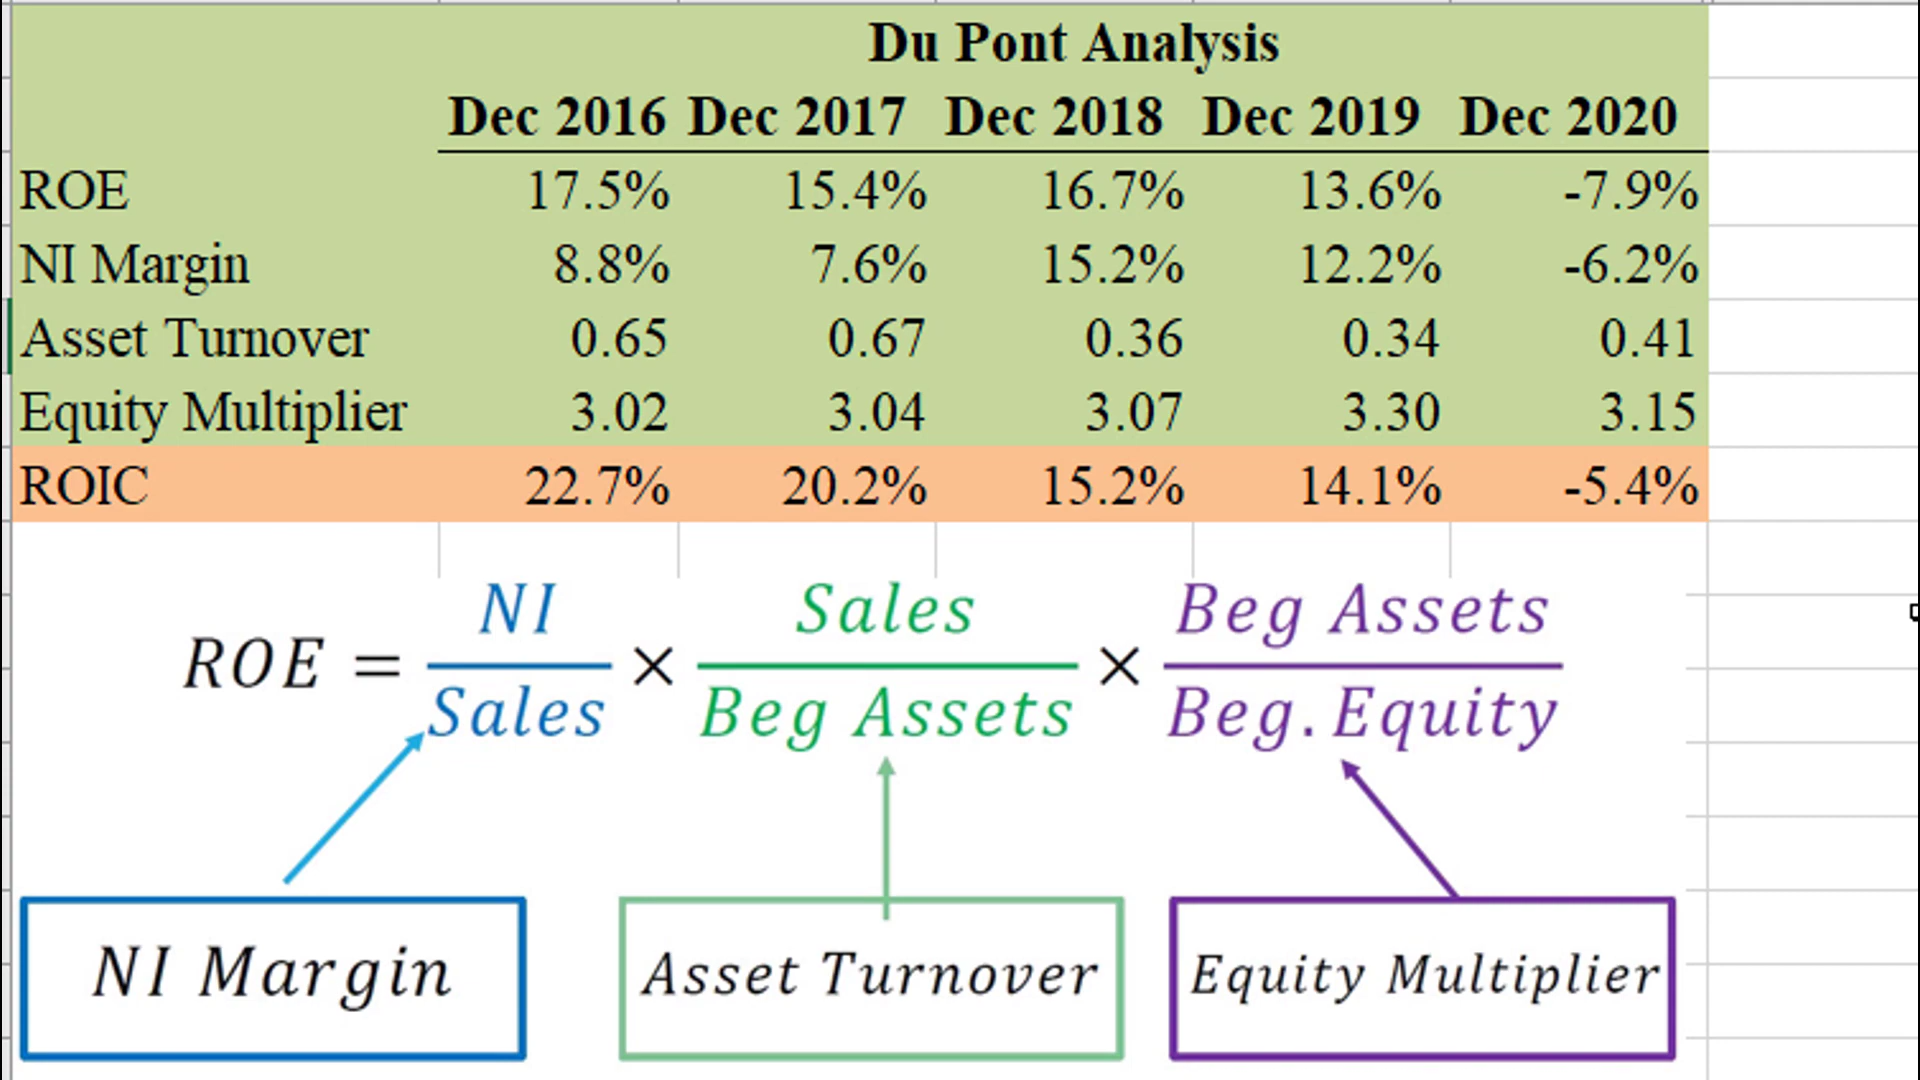 Du Pont Analysis
Dec 2016 Dec 2017 Dec 2018 Dec 2019 Dec 2020
ROE 17.5% 15.4% 16.7% 13.6% -7.9%
NI Margin 8.8% 7.6% 15.2% 12.2% -6.2%
Asset Turnover 0.65 0.67 0.36 0.34 0.41
Equity Multiplier 3.02 3.04 3.07 3.30 3.15
ROIC 22.7% 20.2% 15.2% 14.1% -5.4%
NI Sales Beg Assets
ROE = × ×
Sales Beg Assets Beg. Equity
NI Margin Asset Turnover Equity Multiplier